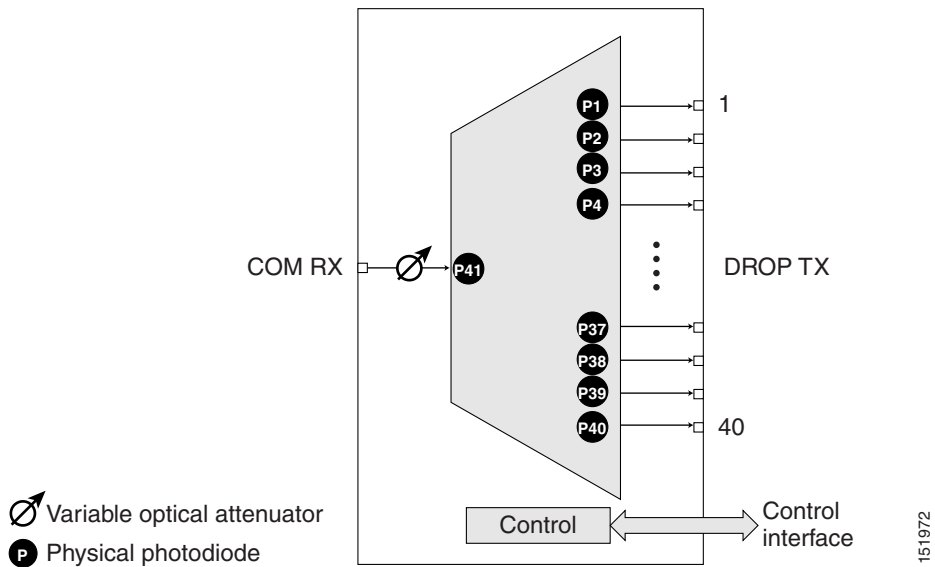 P1
1
P2
P3
P4
COM RX
P41
DROP TX
P37
P38
P39
P40
40
Variable optical attenuator
Control
Control
interface
P
Physical photodiode
151972